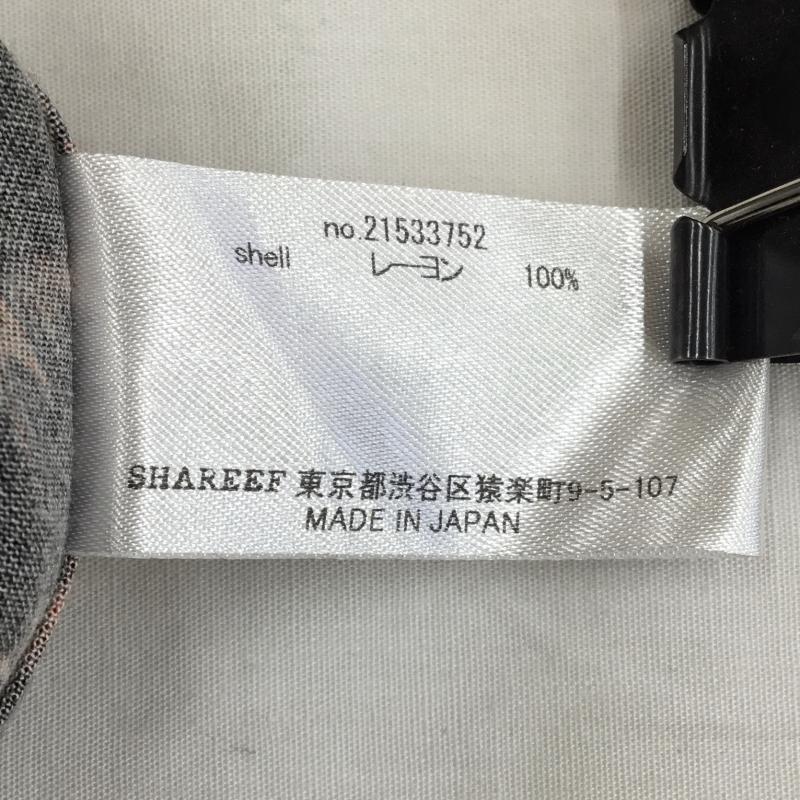 no.21533752
shell レーヨン 100%
SHAREEF 東京都渋谷区猿楽町9-5-107
MADE IN JAPAN